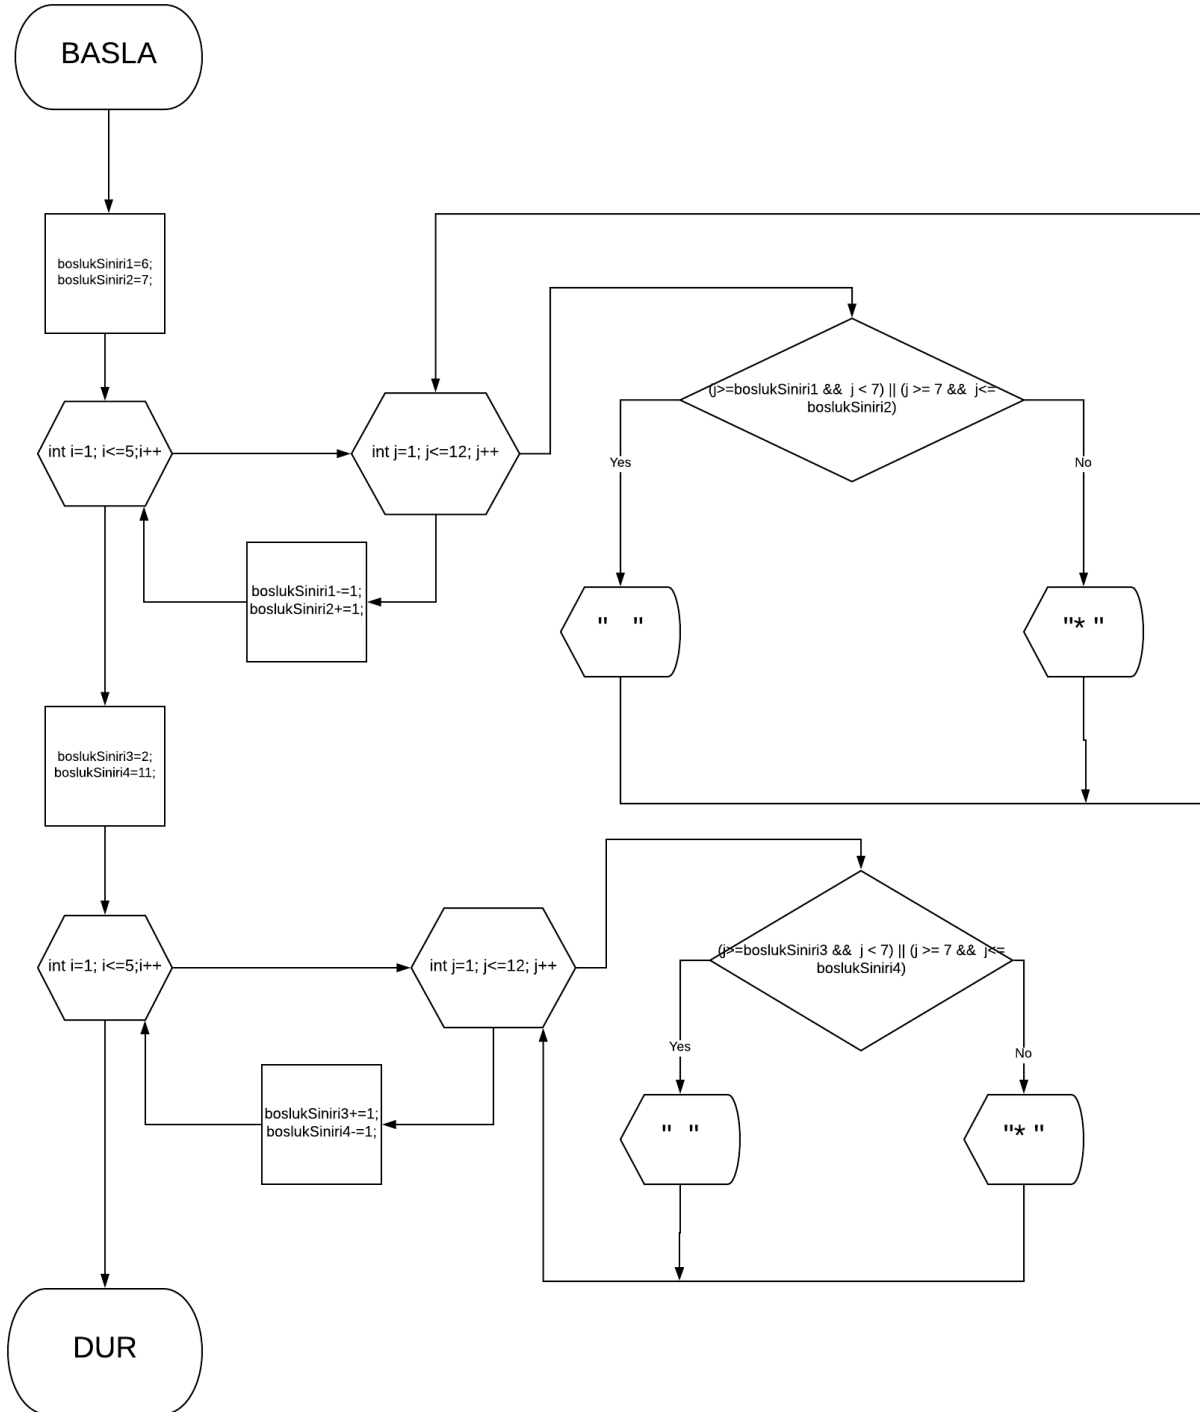 BASLA
boslukSiniri1=6;
boslukSiniri2=7;
int i=1; i<=5;i++
int j=1; j<=12; j++
(j>=boslukSiniri1 && j < 7) || (j >= 7 && j<=
boslukSiniri2)
Yes
No
boslukSiniri1-=1;
boslukSiniri2+=1;
" "
"* "
boslukSiniri3=2;
boslukSiniri4=11;
int i=1; i<=5;i++
int j=1; j<=12; j++
(j>=boslukSiniri3 && j < 7) || (j >= 7 && j<=
boslukSiniri4)
Yes
No
boslukSiniri3+=1;
boslukSiniri4-=1;
" "
"* "
DUR